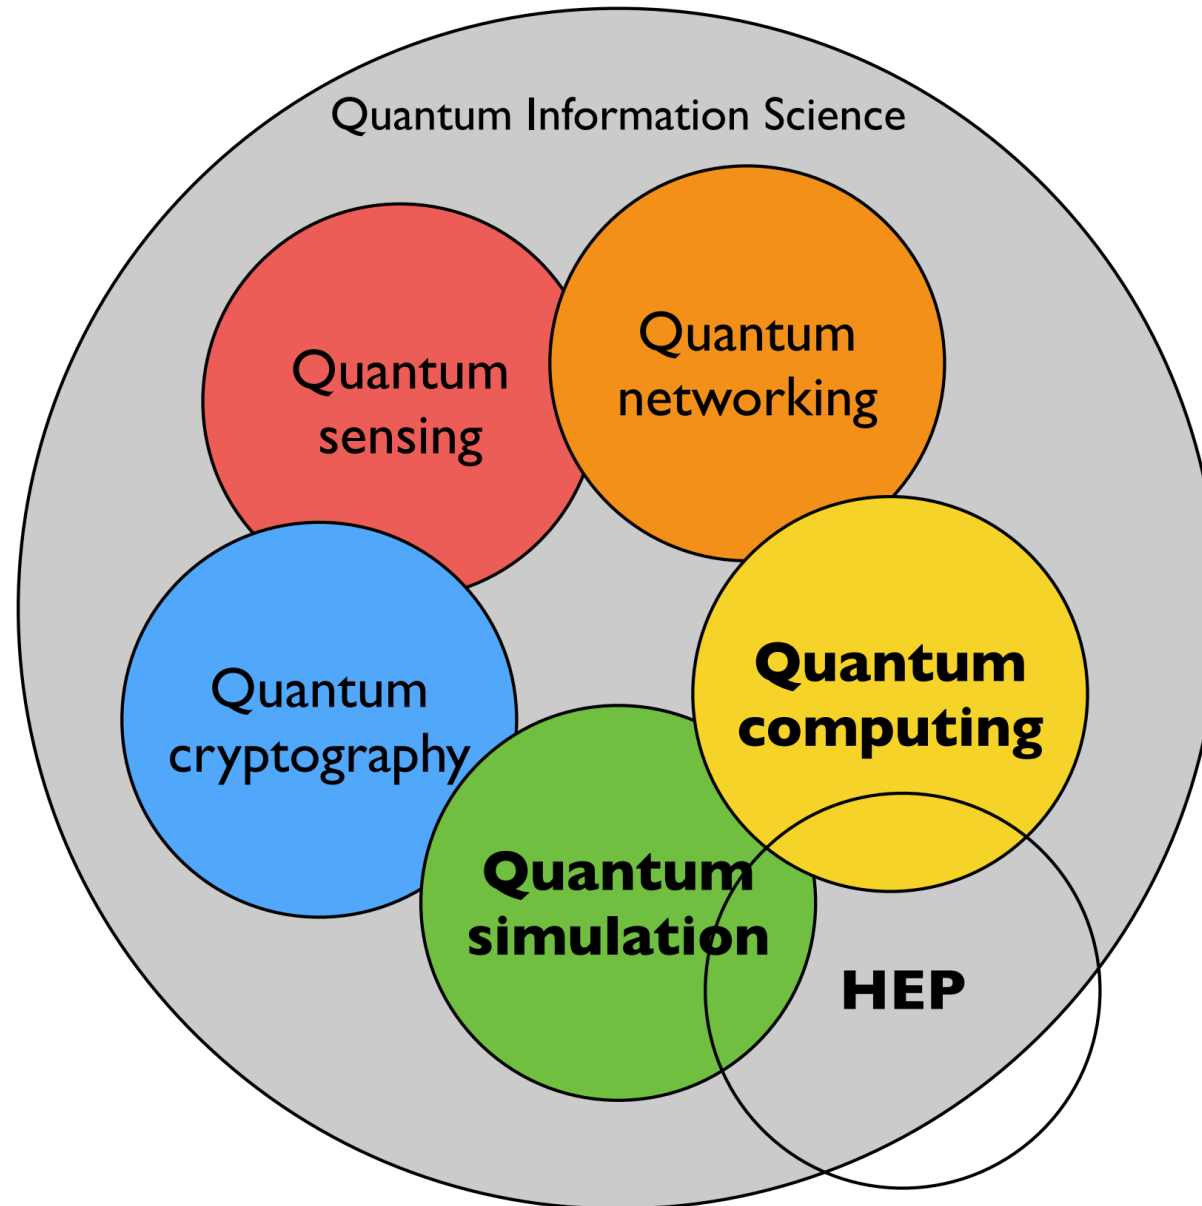 Quantum Information Science
Quantum
sensing
Quantum
networking
Quantum
cryptography
Quantum
computing
Quantum
simulation
HEP